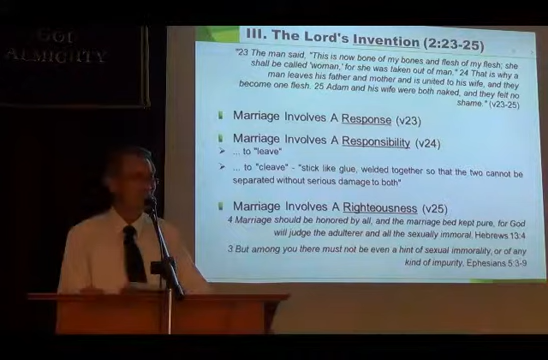 GOD
ALMIGHTY
III. The Lord's Invention (2:23-25)
"23 The man said, "This is now bone of my bones and flesh of my flesh; she
shall be called 'woman,' for she was taken out of man." 24 That is why a
man leaves his father and mother and is united to his wife, and they
become one flesh. 25 Adam and his wife were both naked, and they felt no
shame." (v23-25)
Marriage Involves A Response (v23)
Marriage Involves A Responsibility (v24)
... to "leave"
... to "cleave" - "stick like glue, welded together so that the two cannot be
separated without serious damage to both"
Marriage Involves A Righteousness (v25)
4 Marriage should be honored by all, and the marriage bed kept pure, for God
will judge the adulterer and all the sexually immoral. Hebrews 13:4
3 But among you there must not be even a hint of sexual immorality, or of any
kind of impurity, Ephesians 5:3-9